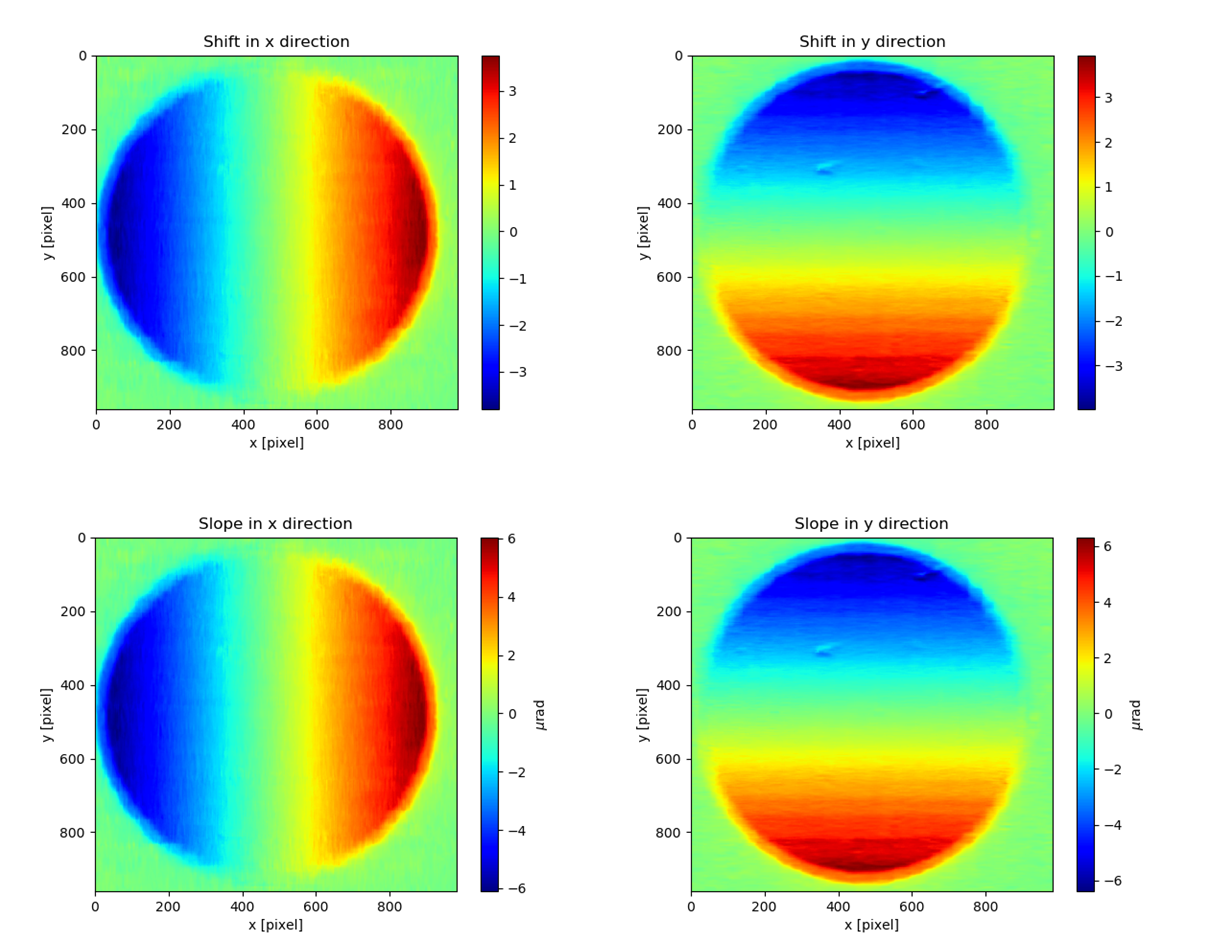 Shift in x direction
Shift in y direction
0
200
400
600
800
y [pixel]
0 200 400 600 800
x [pixel]
3
2
1
0
−1
−2
−3
0
200
400
600
800
y [pixel]
0 200 400 600 800
x [pixel]
3
2
1
0
−1
−2
−3
Slope in x direction
Slope in y direction
0
200
400
600
800
y [pixel]
0 200 400 600 800
x [pixel]
6
4
2
0
−2
−4
−6
μrad
0
200
400
600
800
y [pixel]
0 200 400 600 800
x [pixel]
6
4
2
0
−2
−4
−6
μrad